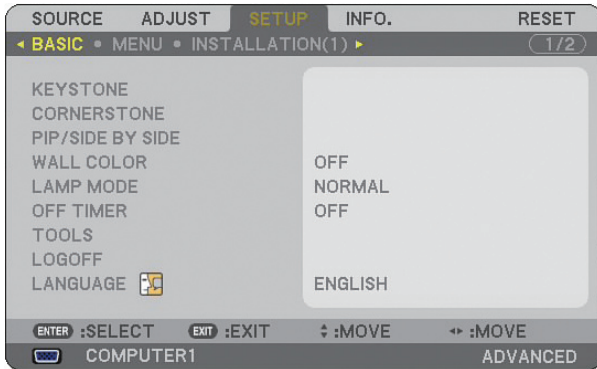 SOURCE ADJUST SETUP INFO. RESET
BASIC • MENU • INSTALLATION(1) 1/2
KEYSTONE
CORNERSTONE
PIP/SIDE BY SIDE
WALL COLOR OFF
LAMP MODE NORMAL
OFF TIMER OFF
TOOLS
LOGOFF
LANGUAGE ENGLISH
ENTER :SELECT EXIT :EXIT :MOVE :MOVE
COMPUTER1 ADVANCED